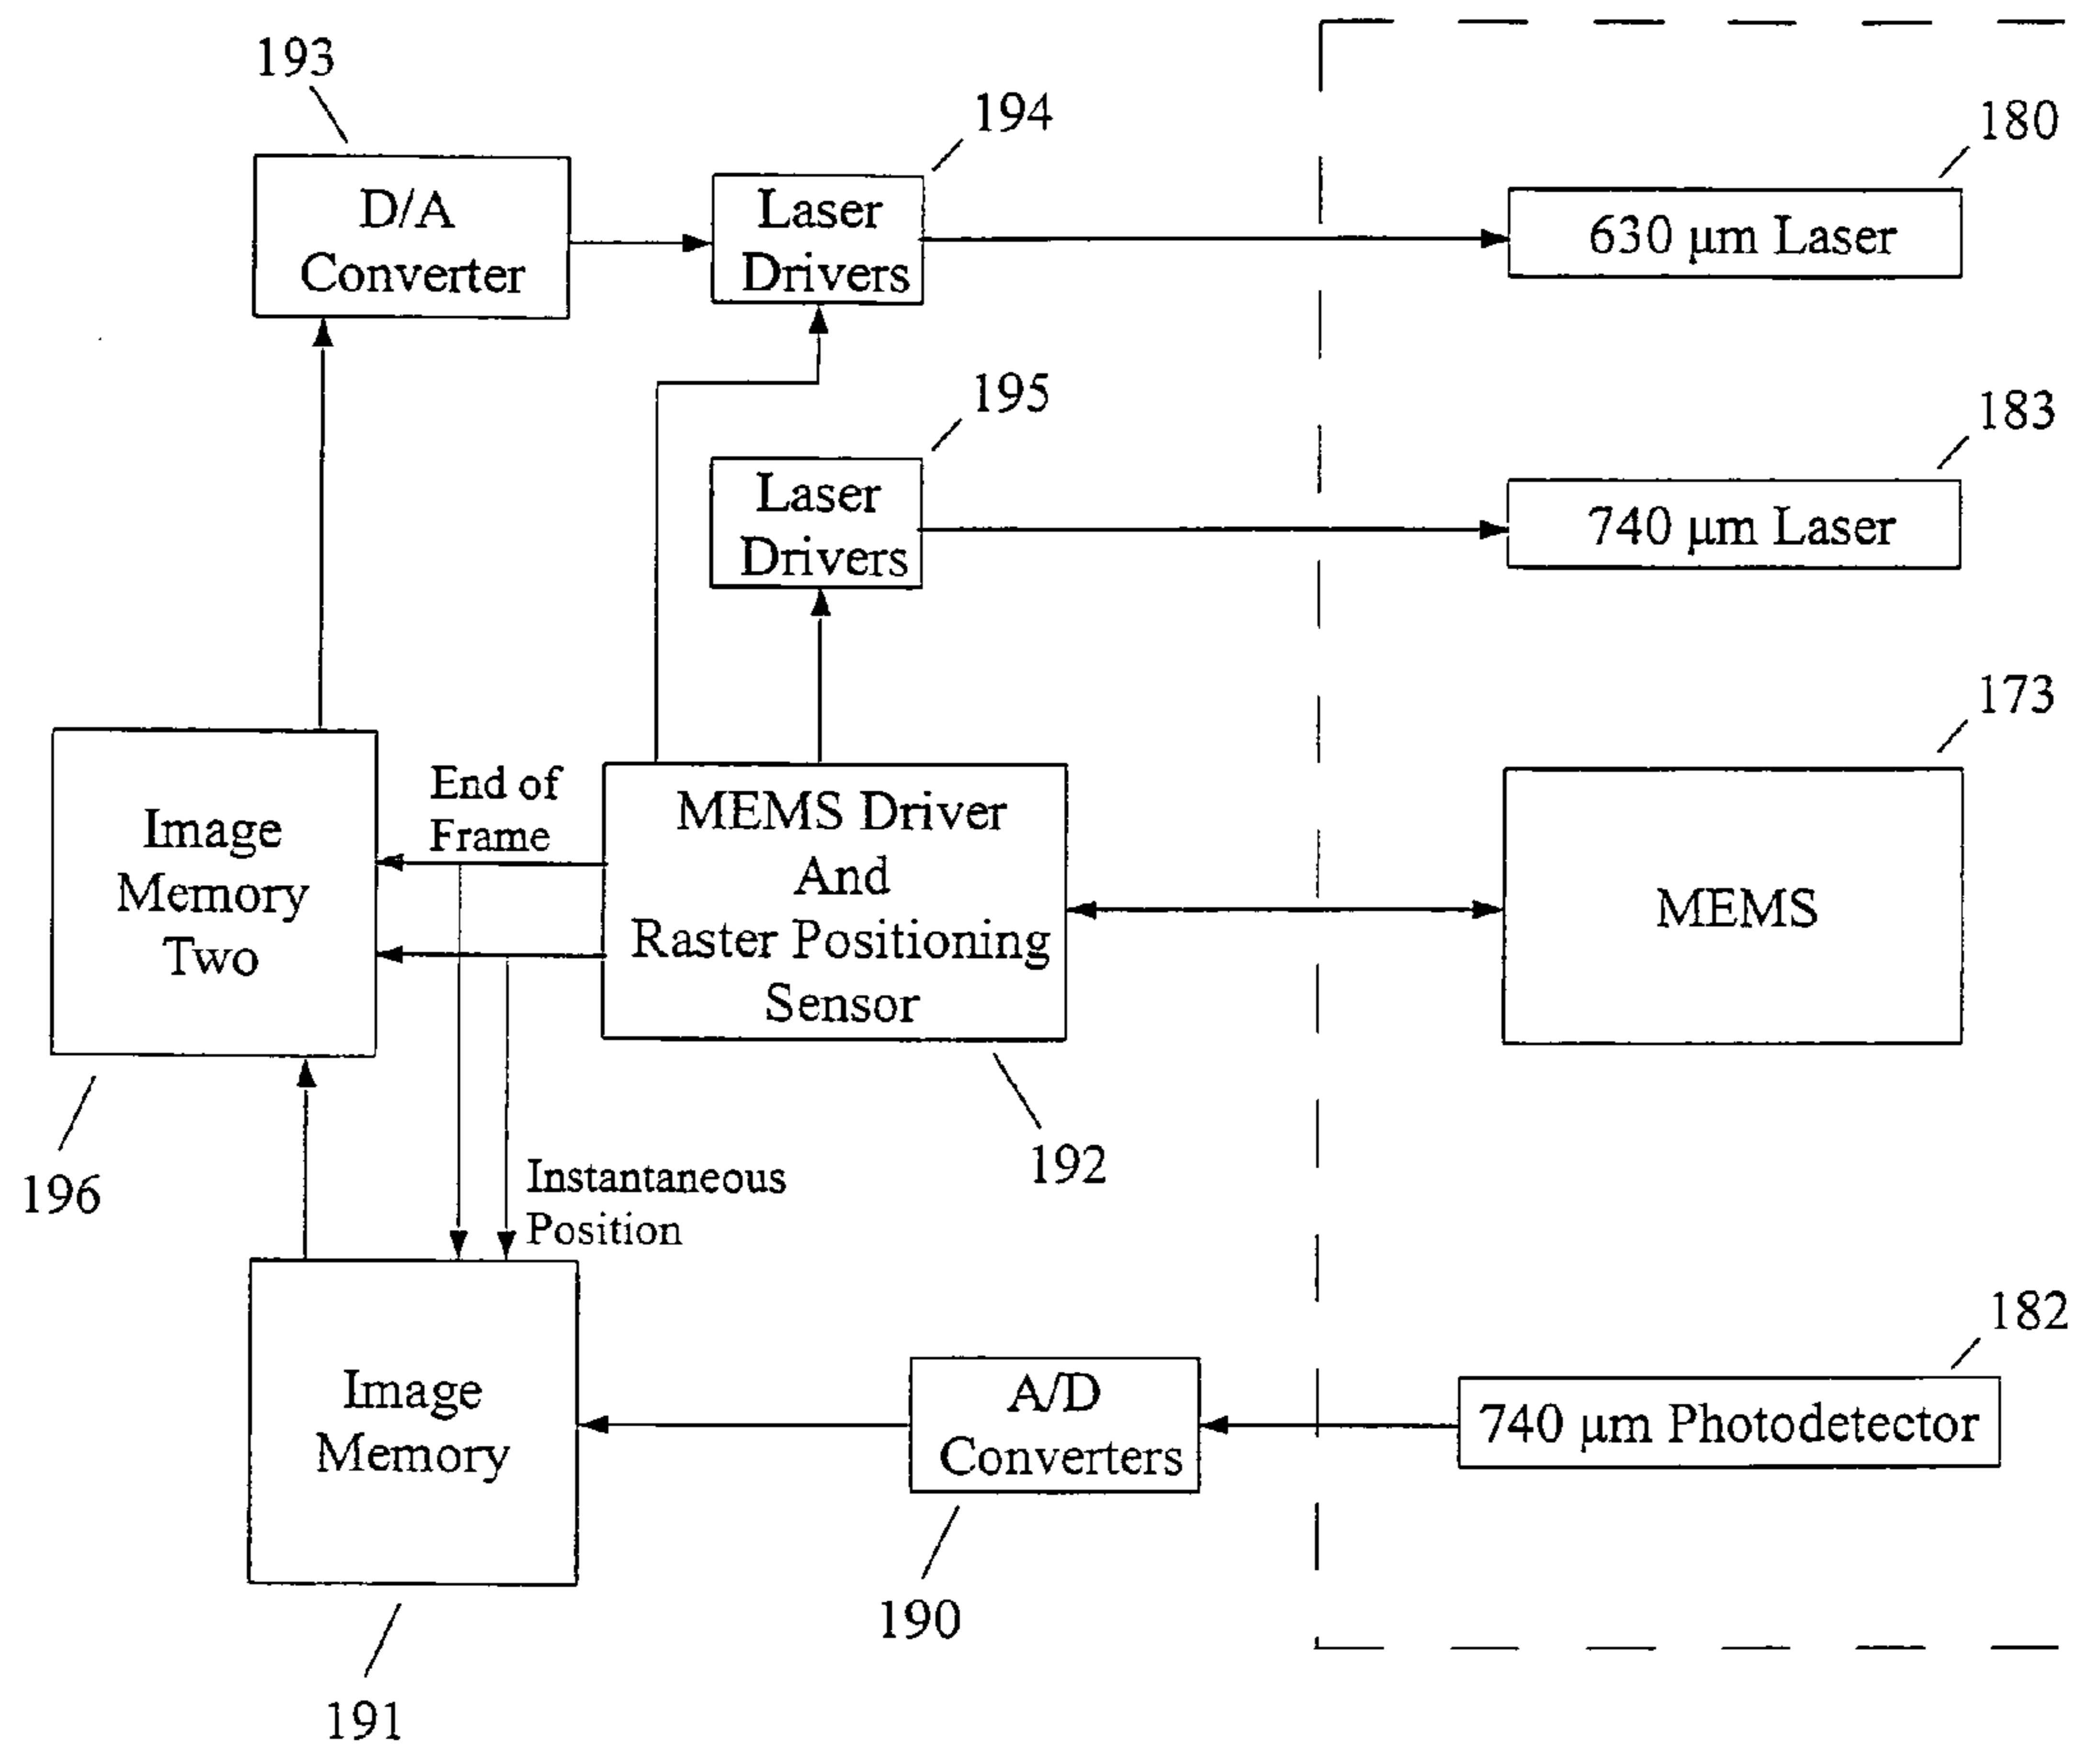 193
194
180
D/A
Converter
Laser
Drivers
630 µm Laser
195
183
Laser
Drivers
740 µm Laser
173
Image
Memory
Two
End of
Frame
MEMS Driver
And
Raster Positioning
Sensor
MEMS
196
192
Instantaneous
Position
182
Image
Memory
A/D
Converters
740 µm Photodetector
190
191